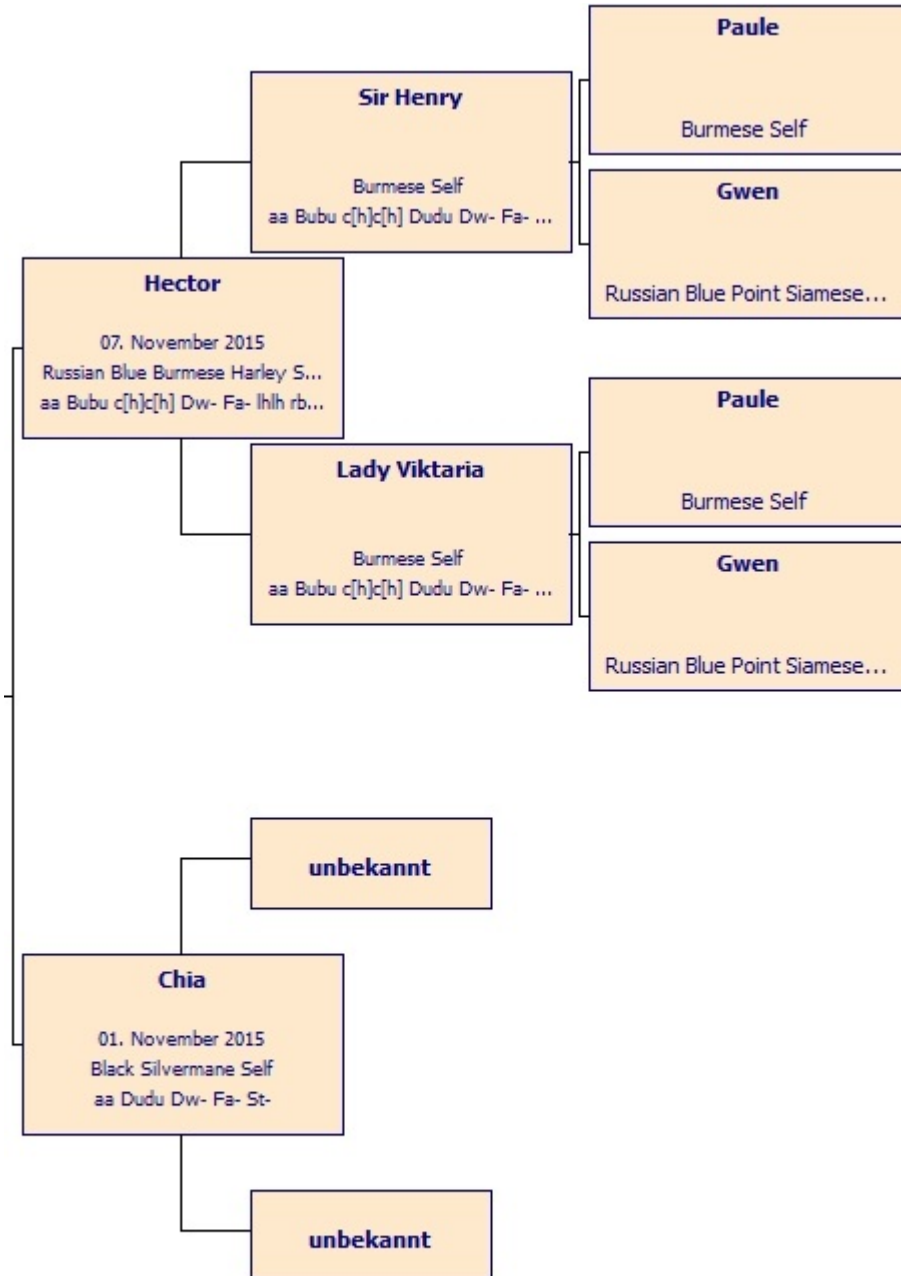 Paule
Burmese Self
Sir Henry
Burmese Self
aa Bubu c[h]c[h] Dudu Dw- Fa- ...
Gwen
Russian Blue Point Siamese...
Hector
07. November 2015
Russian Blue Burmese Harley S...
aa Bubu c[h]c[h] Dw- Fa- lhlh rb...
Paule
Burmese Self
Lady Viktaria
Burmese Self
aa Bubu c[h]c[h] Dudu Dw- Fa- ...
Gwen
Russian Blue Point Siamese...
unbekannt
Chia
01. November 2015
Black Silvermane Self
aa Dudu Dw- Fa- St-
unbekannt